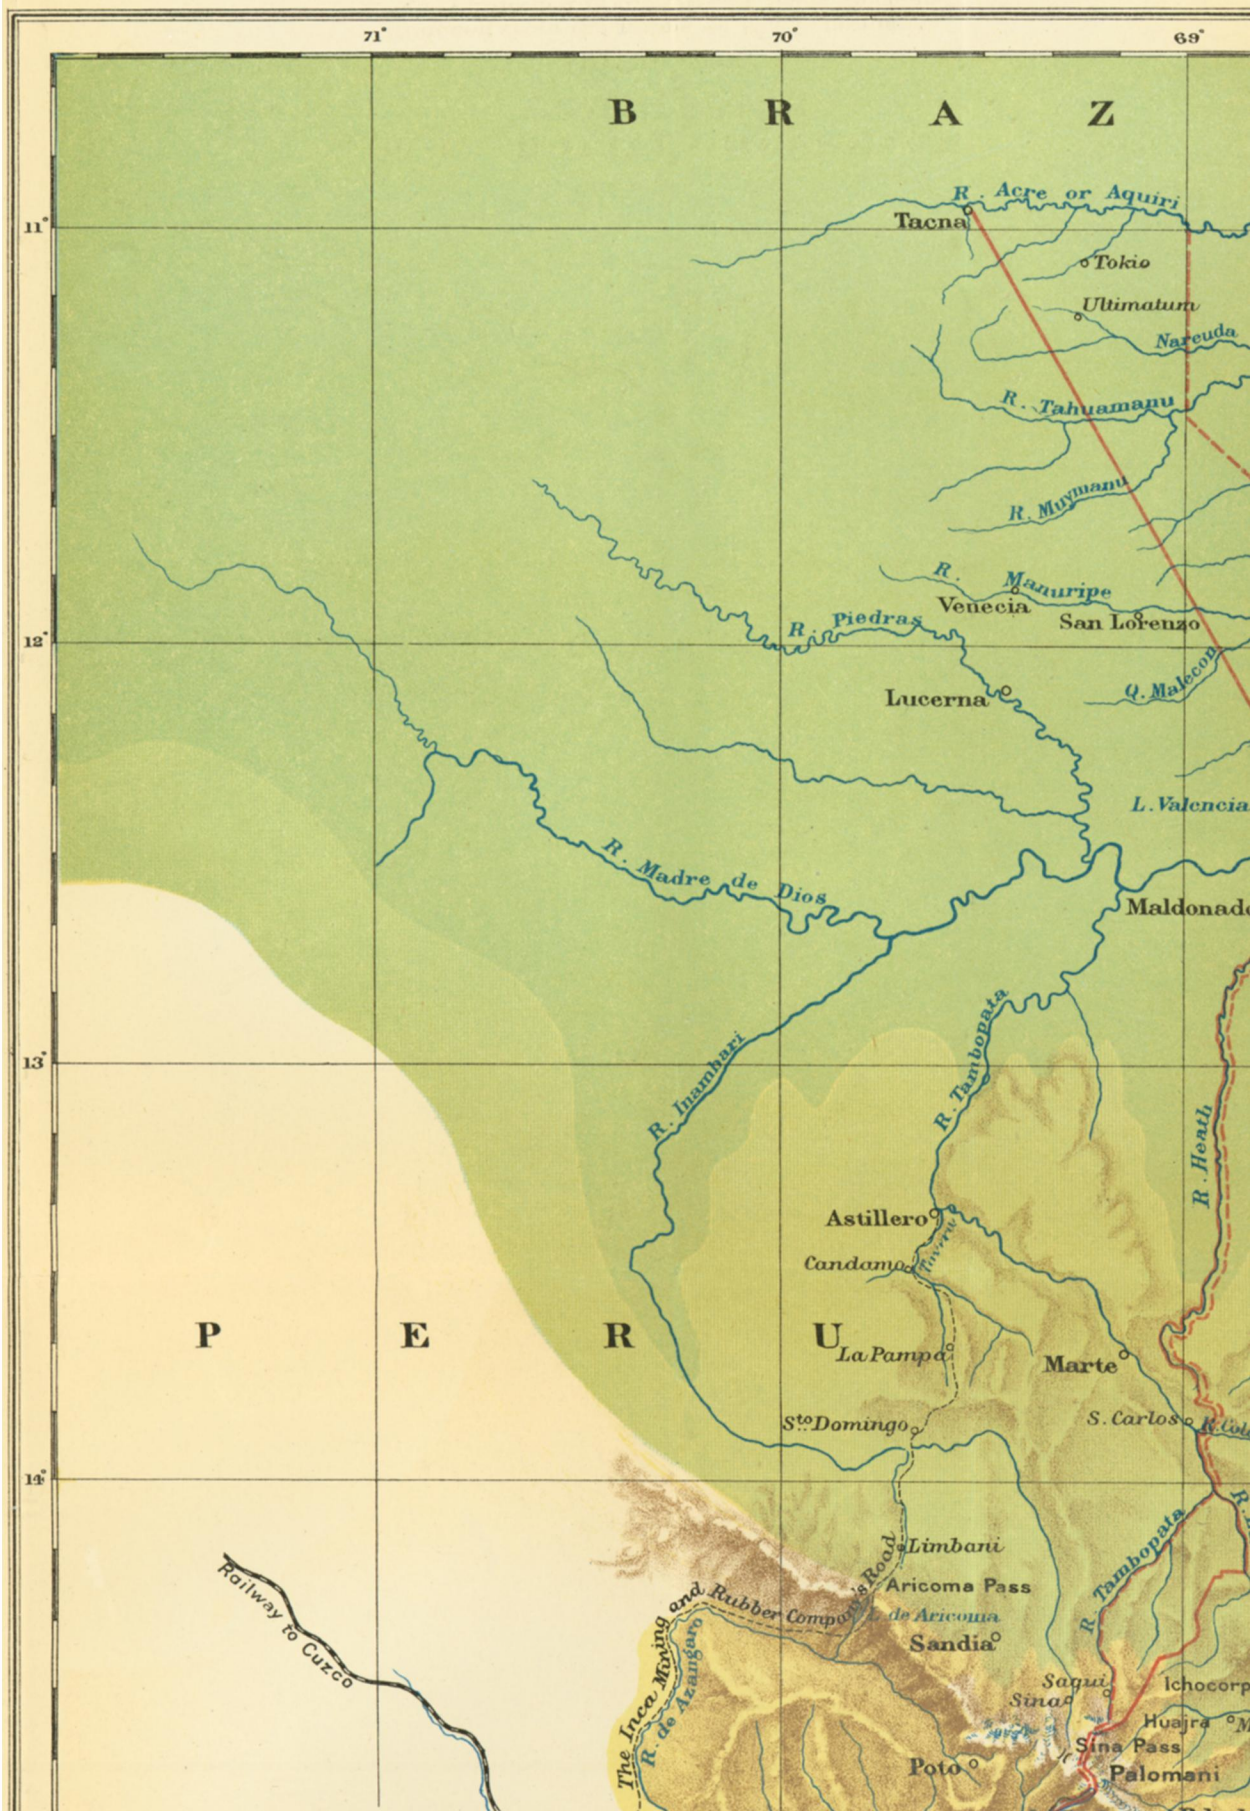 71° 70° 69°
B R A Z
R. Acre or Aquiri
Tacna
11°
Tokio
Ultimatum
Nareuda
R. Tahuamanu
R. Muymanu
R. Manuripe
Venecia
San Lorenzo
R. Piedras
12°
Q. Malecon
Lucerna
L. Valencia
R. Madre de Dios
Maldonado
R. Tambopata
13°
R. Inambari
R. Heath
Astillero
Candamo
Tavira
P E R U
La Pampa
Marte
Sto. Domingo
S. Carlos
14°
Limbani
R. Tambopata
Aricoma Pass
Railway to Cuzco
The Inca Mining and Rubber Company's Road
L. de Aricoma
Sandia
R. de Azangaro
Saqui
Sina
Ichocorp
Huajra
Sina Pass
Poto
Palomani